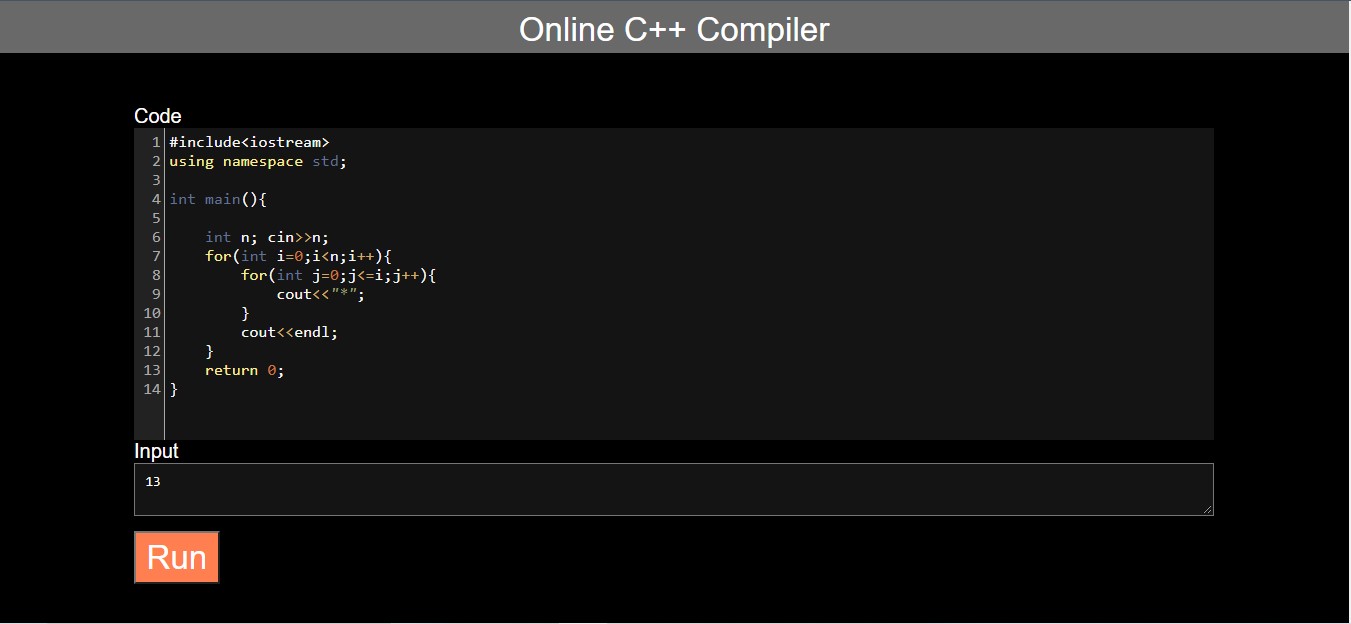 Online C++ Compiler
Code
1 #include<iostream>
2 using namespace std;
3
4 int main(){
5
6     int n; cin>>n;
7     for(int i=0;i<n;i++){
8         for(int j=0;j<=i;j++){
9             cout<<"*";
10         }
11         cout<<endl;
12     }
13     return 0;
14 }
Input
13
Run